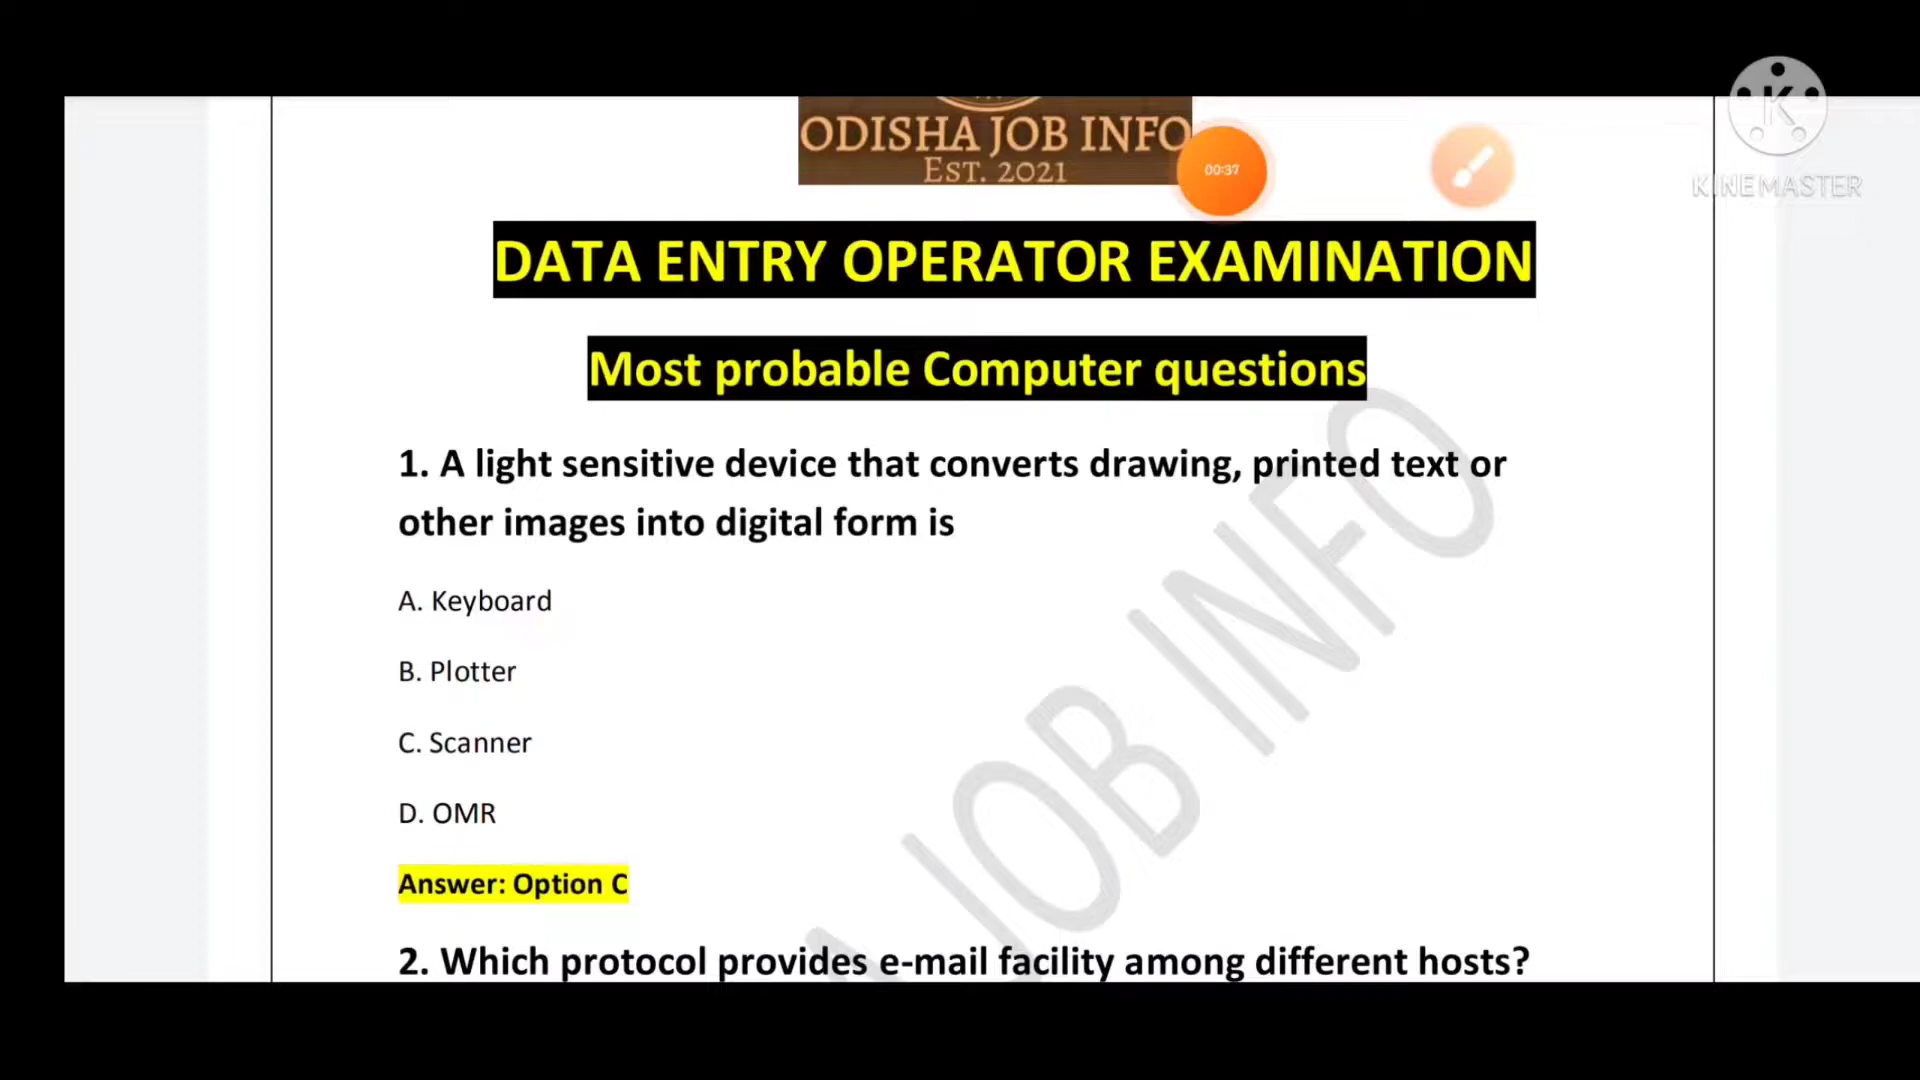 ODISHA JOB INFO
EST. 2021
00:37
K
KINEMASTER
DATA ENTRY OPERATOR EXAMINATION
Most probable Computer questions
1. A light sensitive device that converts drawing, printed text or
other images into digital form is
A. Keyboard
B. Plotter
C. Scanner
D. OMR
Answer: Option C
2. Which protocol provides e-mail facility among different hosts?
A JOB INFO